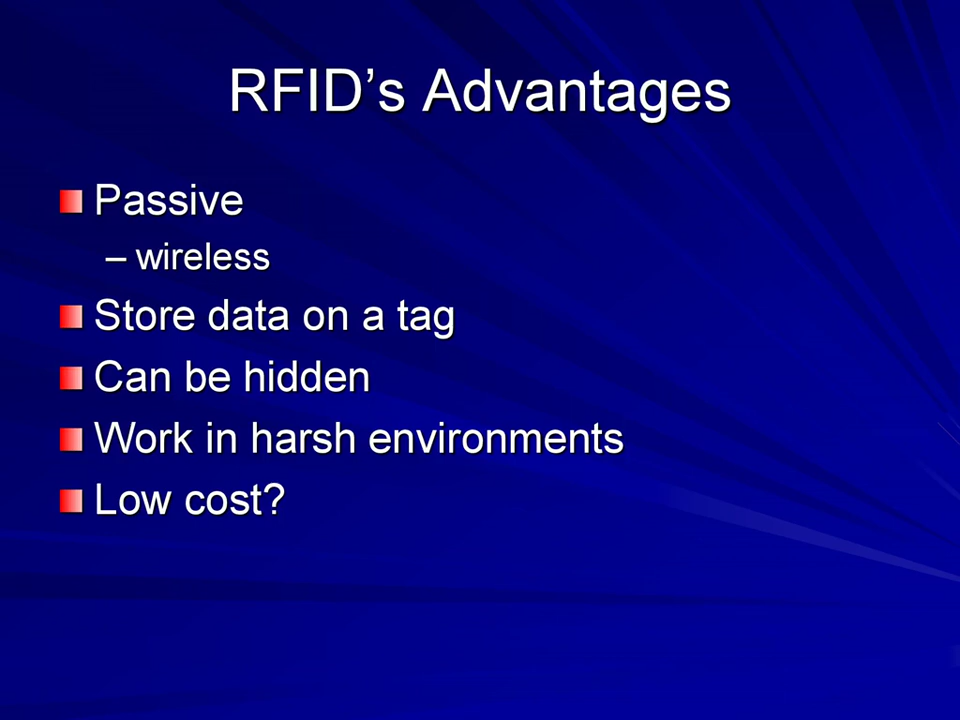 RFID’s Advantages
Passive
– wireless
Store data on a tag
Can be hidden
Work in harsh environments
Low cost?